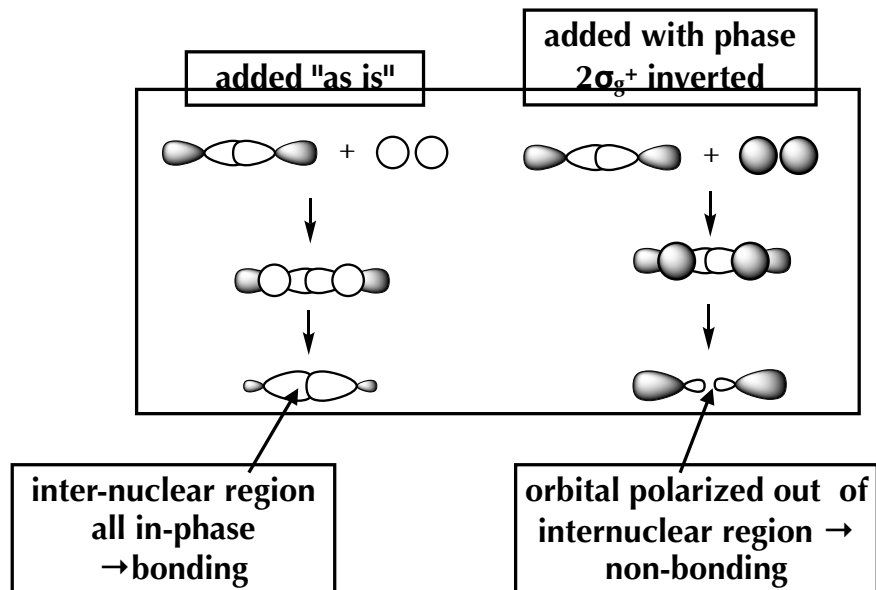 added "as is"
added with phase
2σg+ inverted
+
+
inter-nuclear region
all in-phase
→bonding
orbital polarized out of
internuclear region →
non-bonding